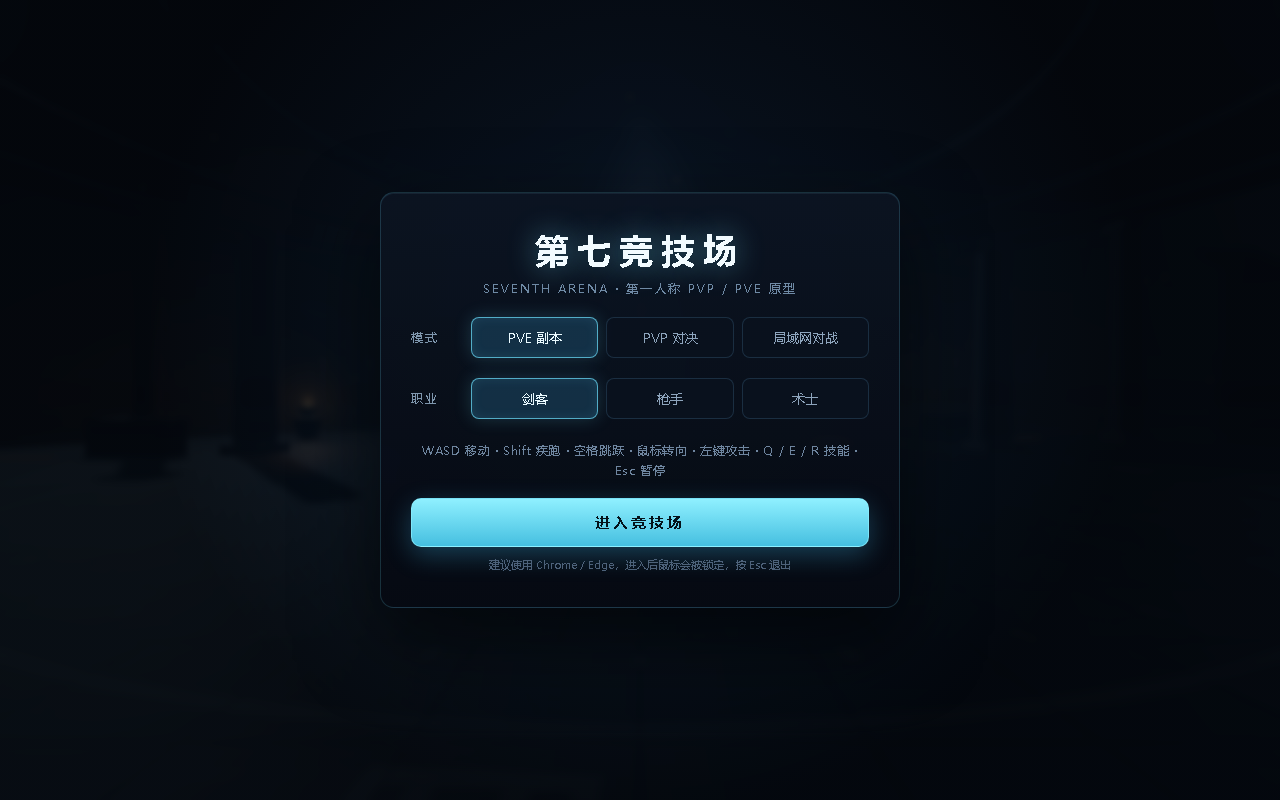 第七竞技场
SEVENTH ARENA · 第一人称 PVP / PVE 原型
模式 PVE 副本 PVP 对决 局域网对战
职业 剑客 枪手 术士
WASD 移动 · Shift 疾跑 · 空格跳跃 · 鼠标转向 · 左键攻击 · Q / E / R 技能 ·
Esc 暂停
进入竞技场
建议使用 Chrome / Edge，进入后鼠标会被锁定，按 Esc 退出